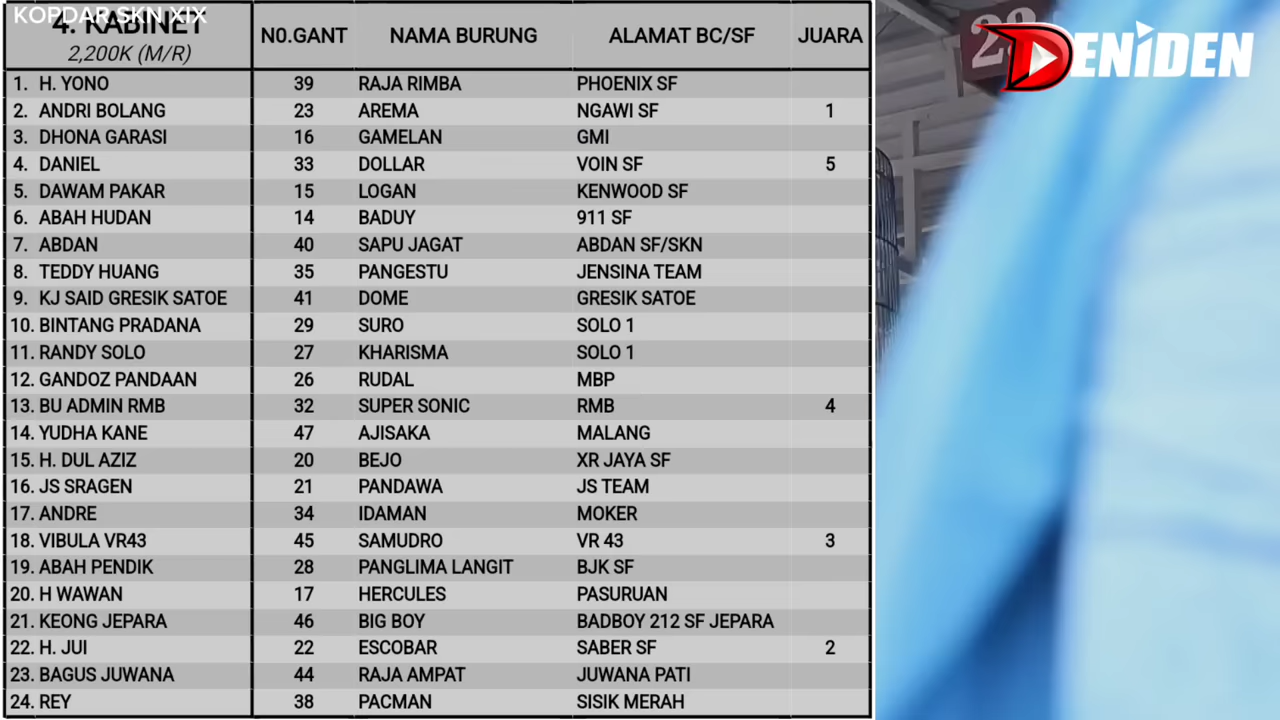 KOPDAR SKN XIX
4. KABINET
2,200K (M/R)
N0.GANT NAMA BURUNG ALAMAT BC/SF JUARA
1. H. YONO 39 RAJA RIMBA PHOENIX SF
2. ANDRI BOLANG 23 AREMA NGAWI SF 1
3. DHONA GARASI 16 GAMELAN GMI
4. DANIEL 33 DOLLAR VOIN SF 5
5. DAWAM PAKAR 15 LOGAN KENWOOD SF
6. ABAH HUDAN 14 BADUY 911 SF
7. ABDAN 40 SAPU JAGAT ABDAN SF/SKN
8. TEDDY HUANG 35 PANGESTU JENSINA TEAM
9. KJ SAID GRESIK SATOE 41 DOME GRESIK SATOE
10. BINTANG PRADANA 29 SURO SOLO 1
11. RANDY SOLO 27 KHARISMA SOLO 1
12. GANDOZ PANDAAN 26 RUDAL MBP
13. BU ADMIN RMB 32 SUPER SONIC RMB 4
14. YUDHA KANE 47 AJISAKA MALANG
15. H. DUL AZIZ 20 BEJO XR JAYA SF
16. JS SRAGEN 21 PANDAWA JS TEAM
17. ANDRE 34 IDAMAN MOKER
18. VIBULA VR43 45 SAMUDRO VR 43 3
19. ABAH PENDIK 28 PANGLIMA LANGIT BJK SF
20. H WAWAN 17 HERCULES PASURUAN
21. KEONG JEPARA 46 BIG BOY BADBOY 212 SF JEPARA
22. H. JUI 22 ESCOBAR SABER SF 2
23. BAGUS JUWANA 44 RAJA AMPAT JUWANA PATI
24. REY 38 PACMAN SISIK MERAH
DENIDEN